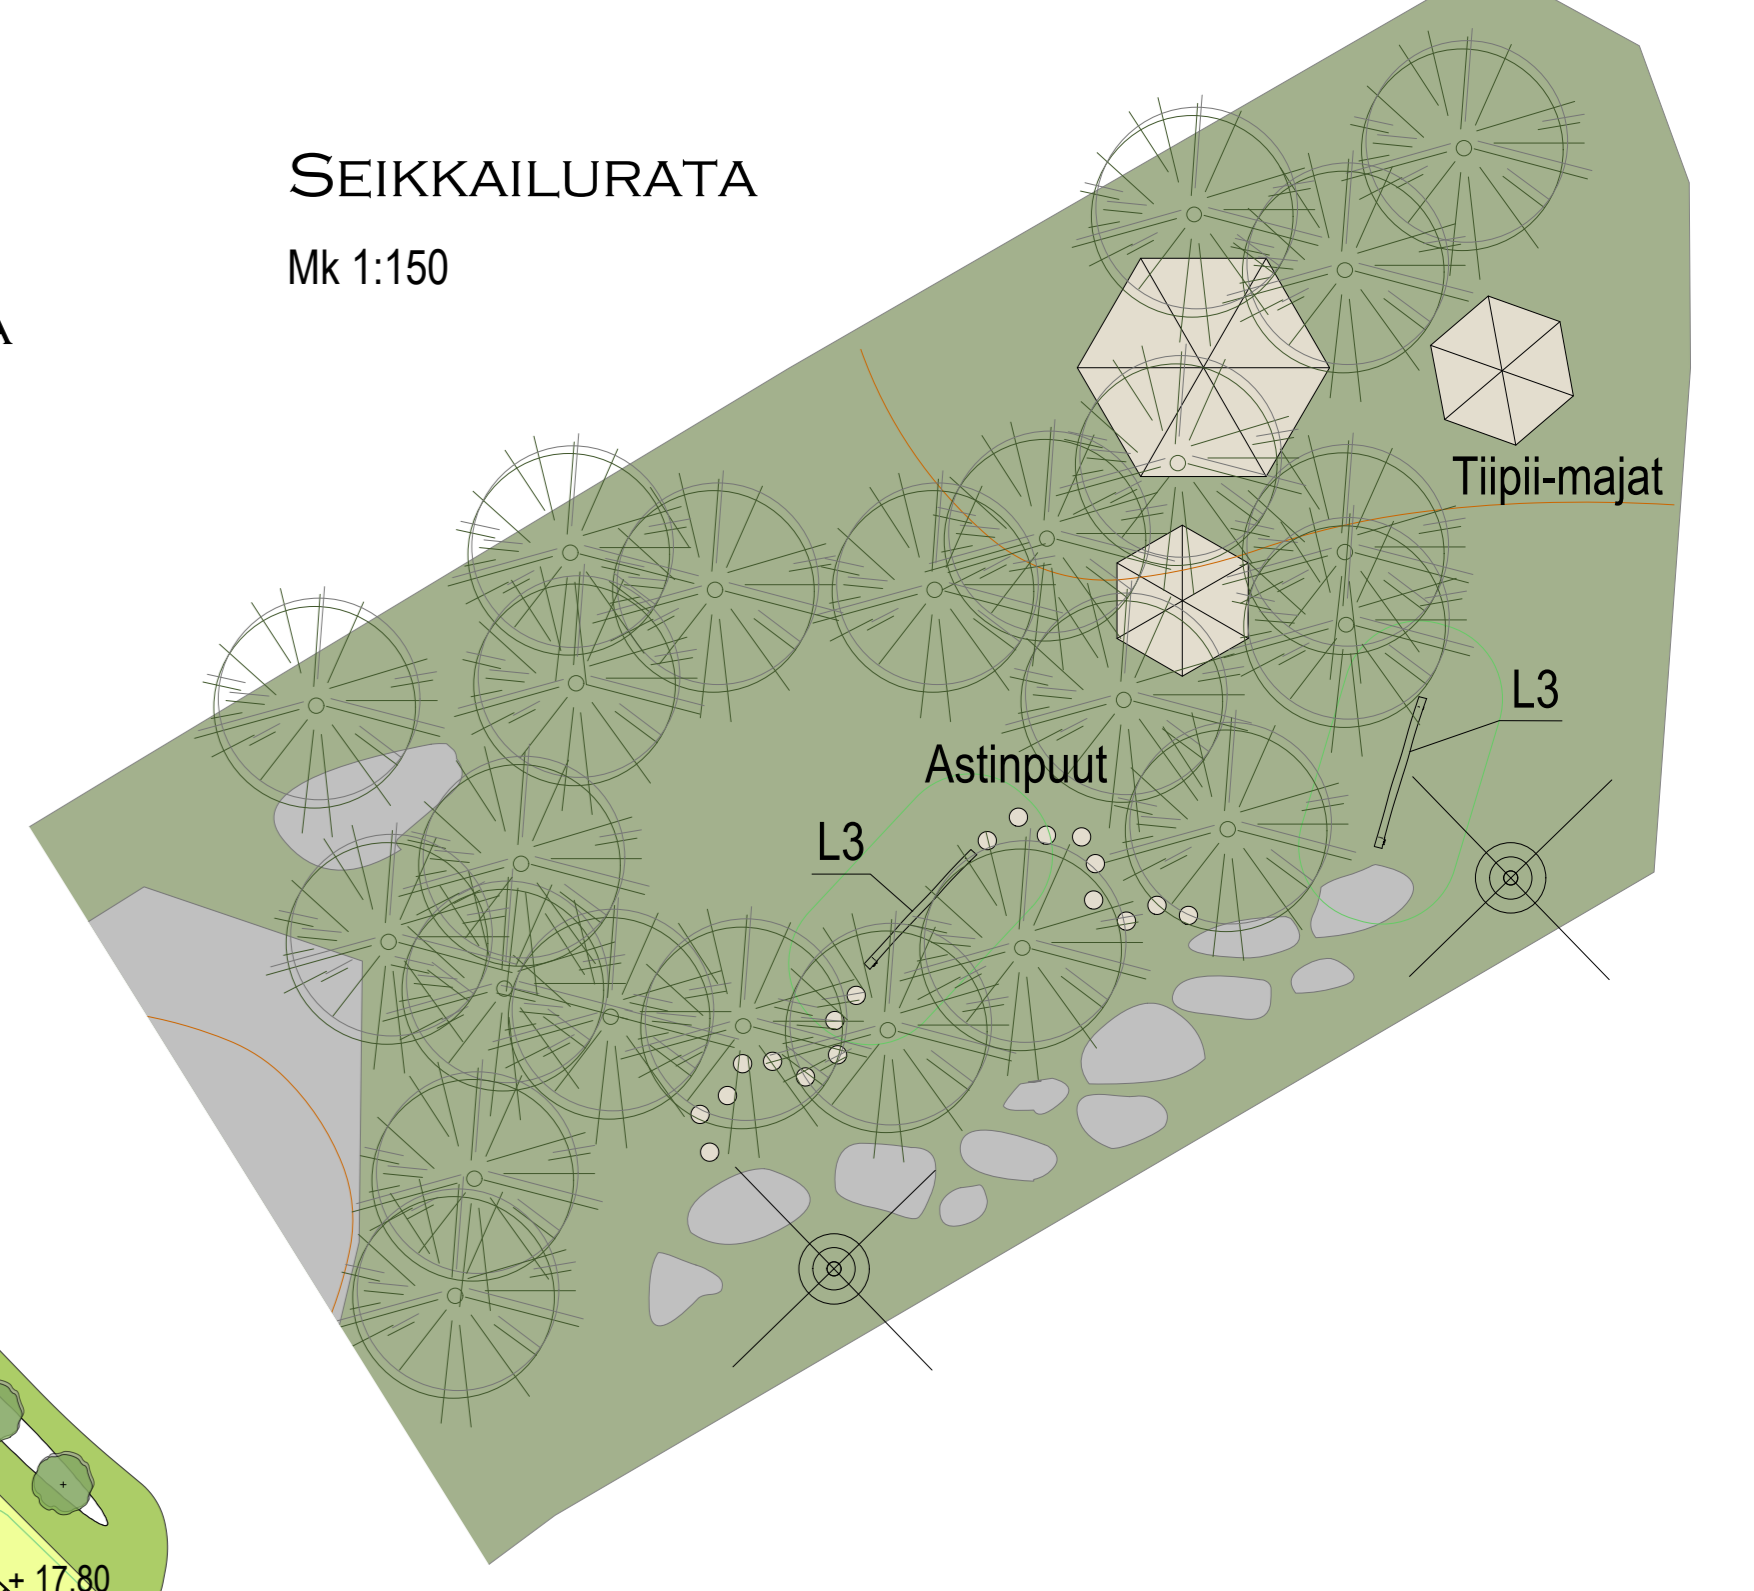 SEIKKAILURATA
Mk 1:150
A
Tiipii-majat
L3
Astinpuut
L3
+ 17.80